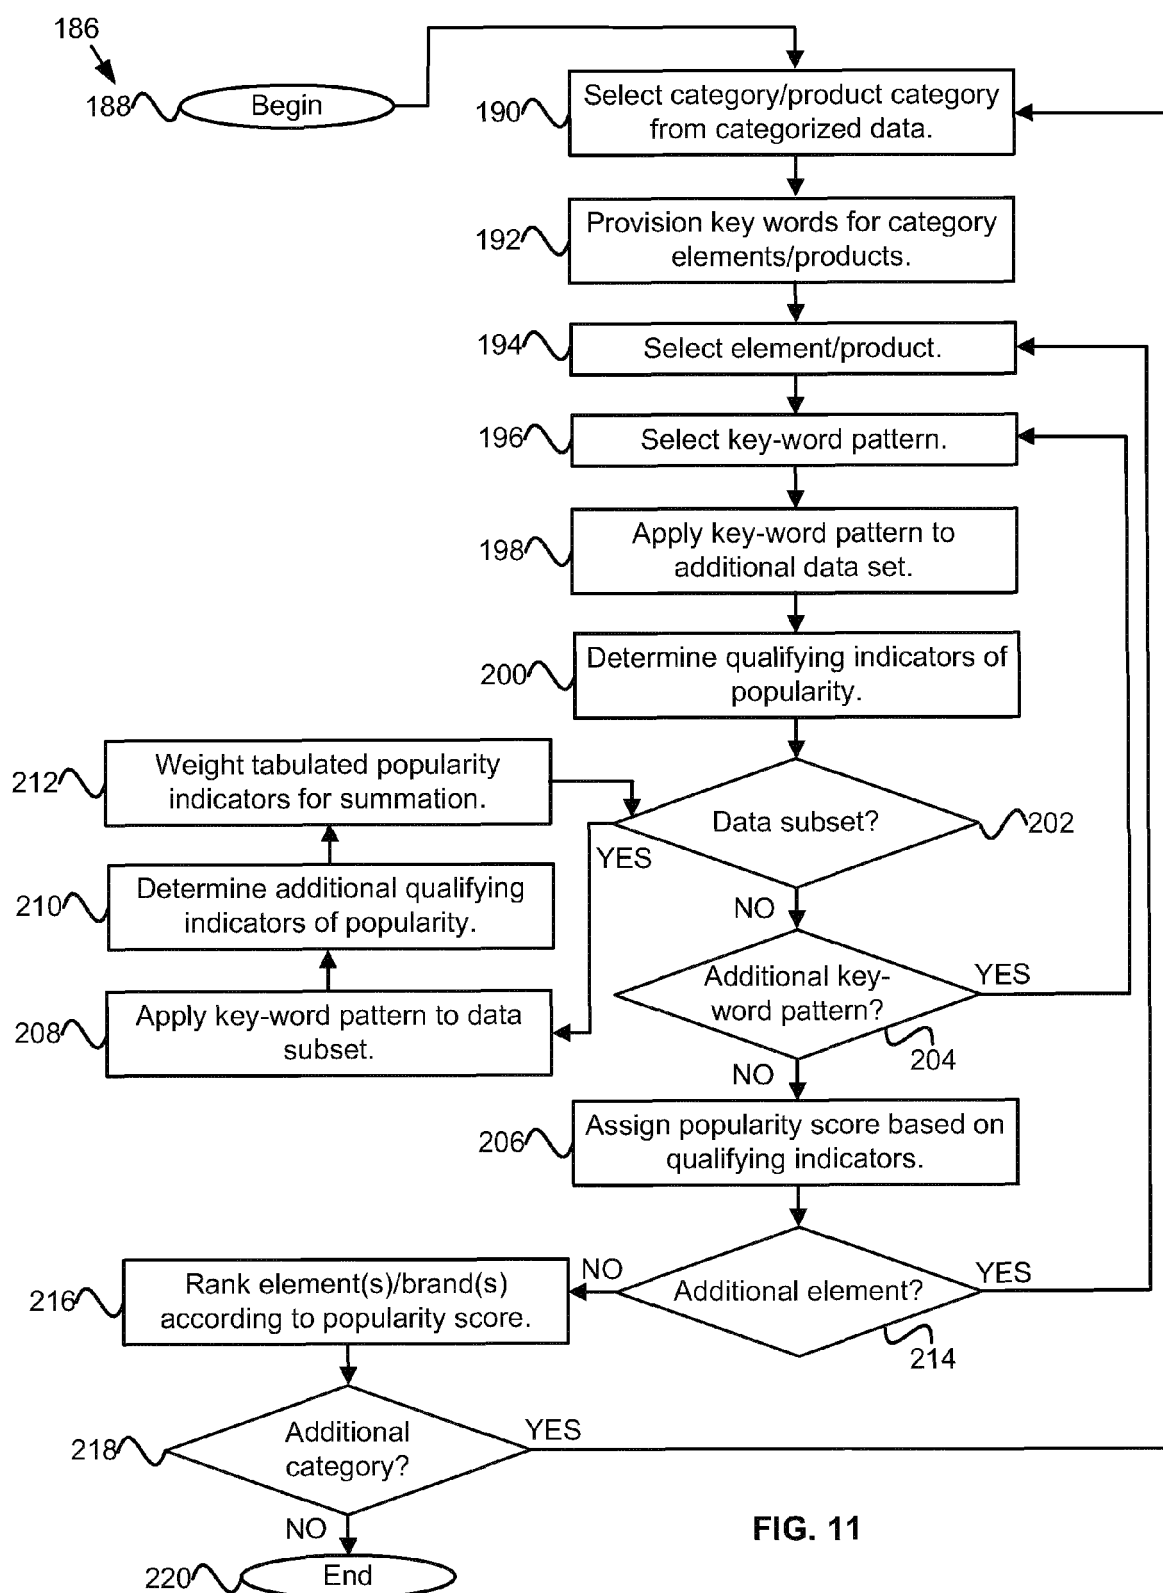 186
188
Begin
190
Select category/product category
from categorized data.
192
Provision key words for category
elements/products.
194
Select element/product.
196
Select key-word pattern.
198
Apply key-word pattern to
additional data set.
200
Determine qualifying indicators of
popularity.
212
Weight tabulated popularity
indicators for summation.
Data subset?
202
YES
NO
210
Determine additional qualifying
indicators of popularity.
208
Apply key-word pattern to data
subset.
Additional key-
word pattern?
YES
204
NO
206
Assign popularity score based on
qualifying indicators.
Additional element?
YES
NO
214
216
Rank element(s)/brand(s)
according to popularity score.
218
Additional
category?
YES
NO
220
End
FIG. 11